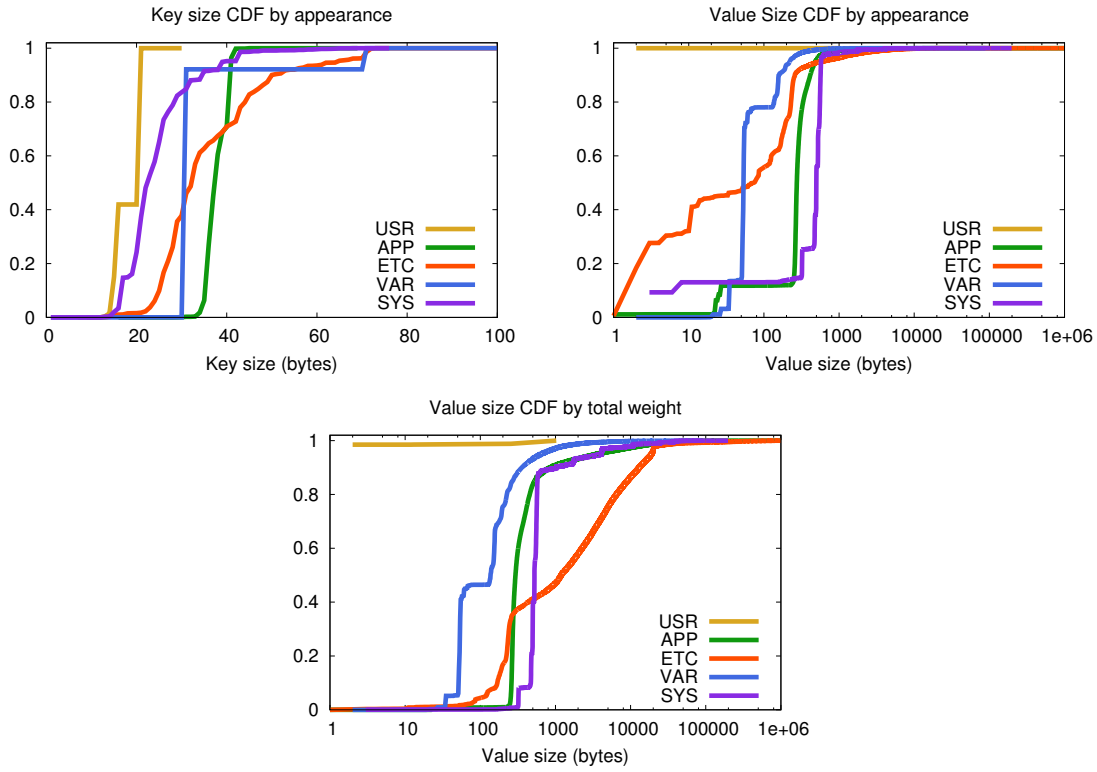 Key size CDF by appearance
1
0.8
0.6
0.4
0.2
0
0 20 40 60 80 100
Key size (bytes)
USR
APP
ETC
VAR
SYS
Value Size CDF by appearance
1
0.8
0.6
0.4
0.2
0
1 10 100 1000 10000 100000 1e+06
Value size (bytes)
USR
APP
ETC
VAR
SYS
Value size CDF by total weight
1
0.8
0.6
0.4
0.2
0
1 10 100 1000 10000 100000 1e+06
Value size (bytes)
USR
APP
ETC
VAR
SYS